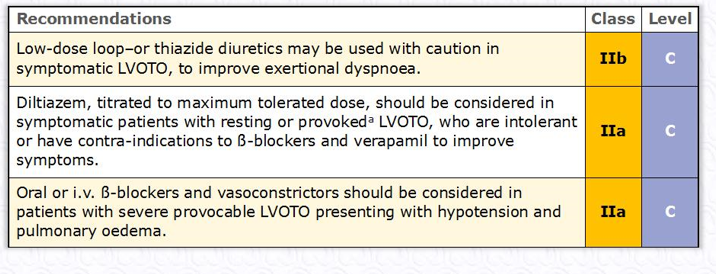 Recommendations Class Level
Low-dose loop–or thiazide diuretics may be used with caution in
symptomatic LVOTO, to improve exertional dyspnoea.
IIb C
Diltiazem, titrated to maximum tolerated dose, should be considered in
symptomatic patients with resting or provokedᵃ LVOTO, who are intolerant
or have contra-indications to ß-blockers and verapamil to improve
symptoms.
IIa C
Oral or i.v. ß-blockers and vasoconstrictors should be considered in
patients with severe provocable LVOTO presenting with hypotension and
pulmonary oedema.
IIa C